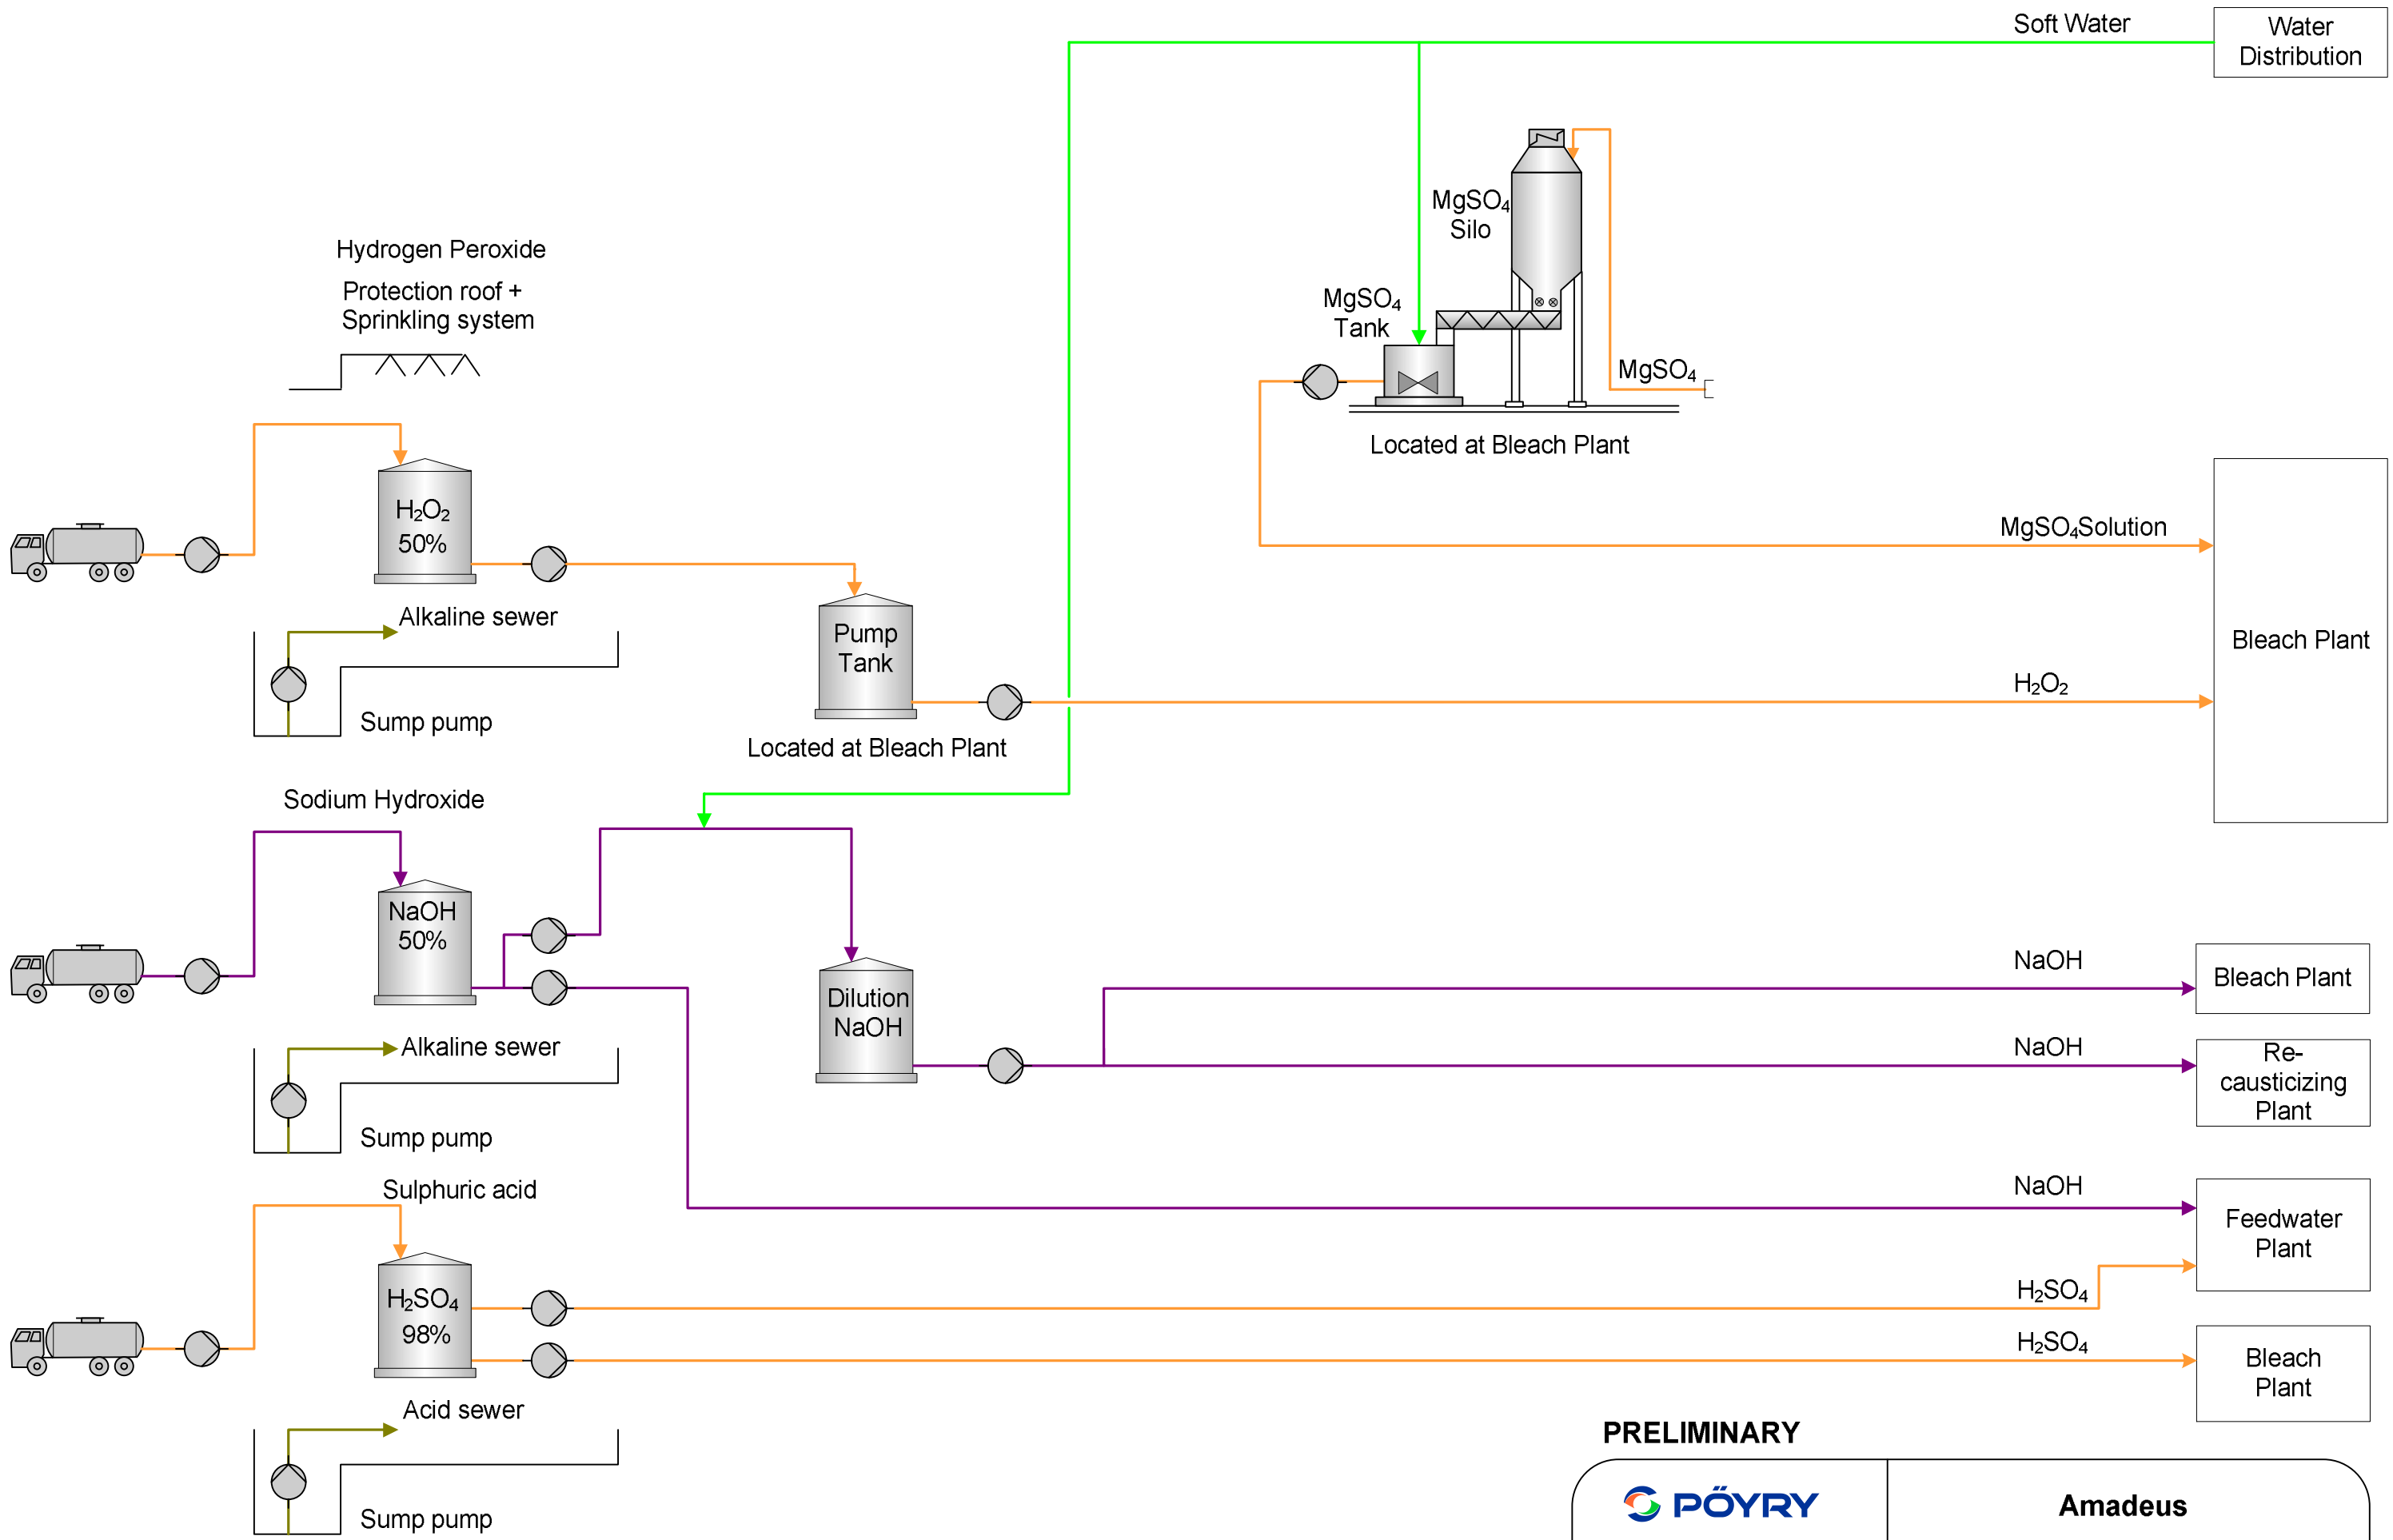 Soft Water
Water
Distribution
MgSO₄
Silo
Hydrogen Peroxide
Protection roof +
Sprinkling system
MgSO₄
Tank
MgSO₄
Located at Bleach Plant
H₂O₂
50%
MgSO₄Solution
Alkaline sewer
Pump
Tank
Bleach Plant
H₂O₂
Sump pump
Located at Bleach Plant
Sodium Hydroxide
NaOH
50%
NaOH
Bleach Plant
Dilution
NaOH
Alkaline sewer
NaOH
Re-
causticizing
Plant
Sump pump
Sulphuric acid
NaOH
Feedwater
Plant
H₂SO₄
98%
H₂SO₄
H₂SO₄
Bleach
Plant
Acid sewer
Sump pump
PRELIMINARY
PÖYRY
Amadeus